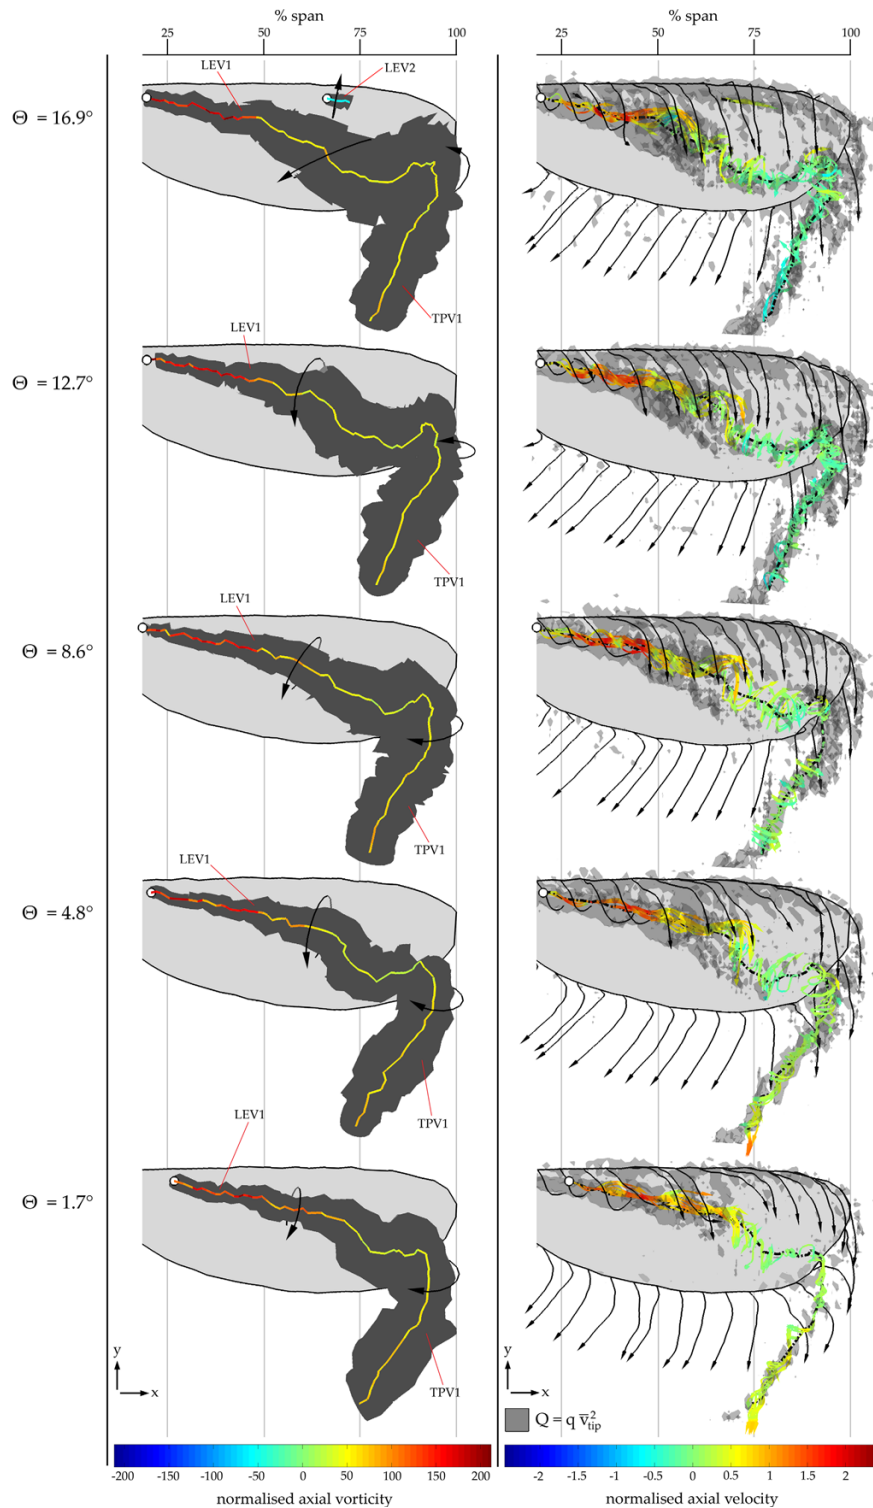 % span
% span
25 50 75 100
25 50 75 100
LEV1
LEV2
Θ = 16.9°
TPV1
LEV1
Θ = 12.7°
TPV1
LEV1
Θ = 8.6°
TPV1
LEV1
Θ = 4.8°
TPV1
LEV1
Θ = 1.7°
y
x
TPV1
y
x
Q = q v̅²tip
-200 -150 -100 -50 0 50 100 150 200
-2 -1.5 -1 -0.5 0 0.5 1 1.5 2
normalised axial vorticity
normalised axial velocity